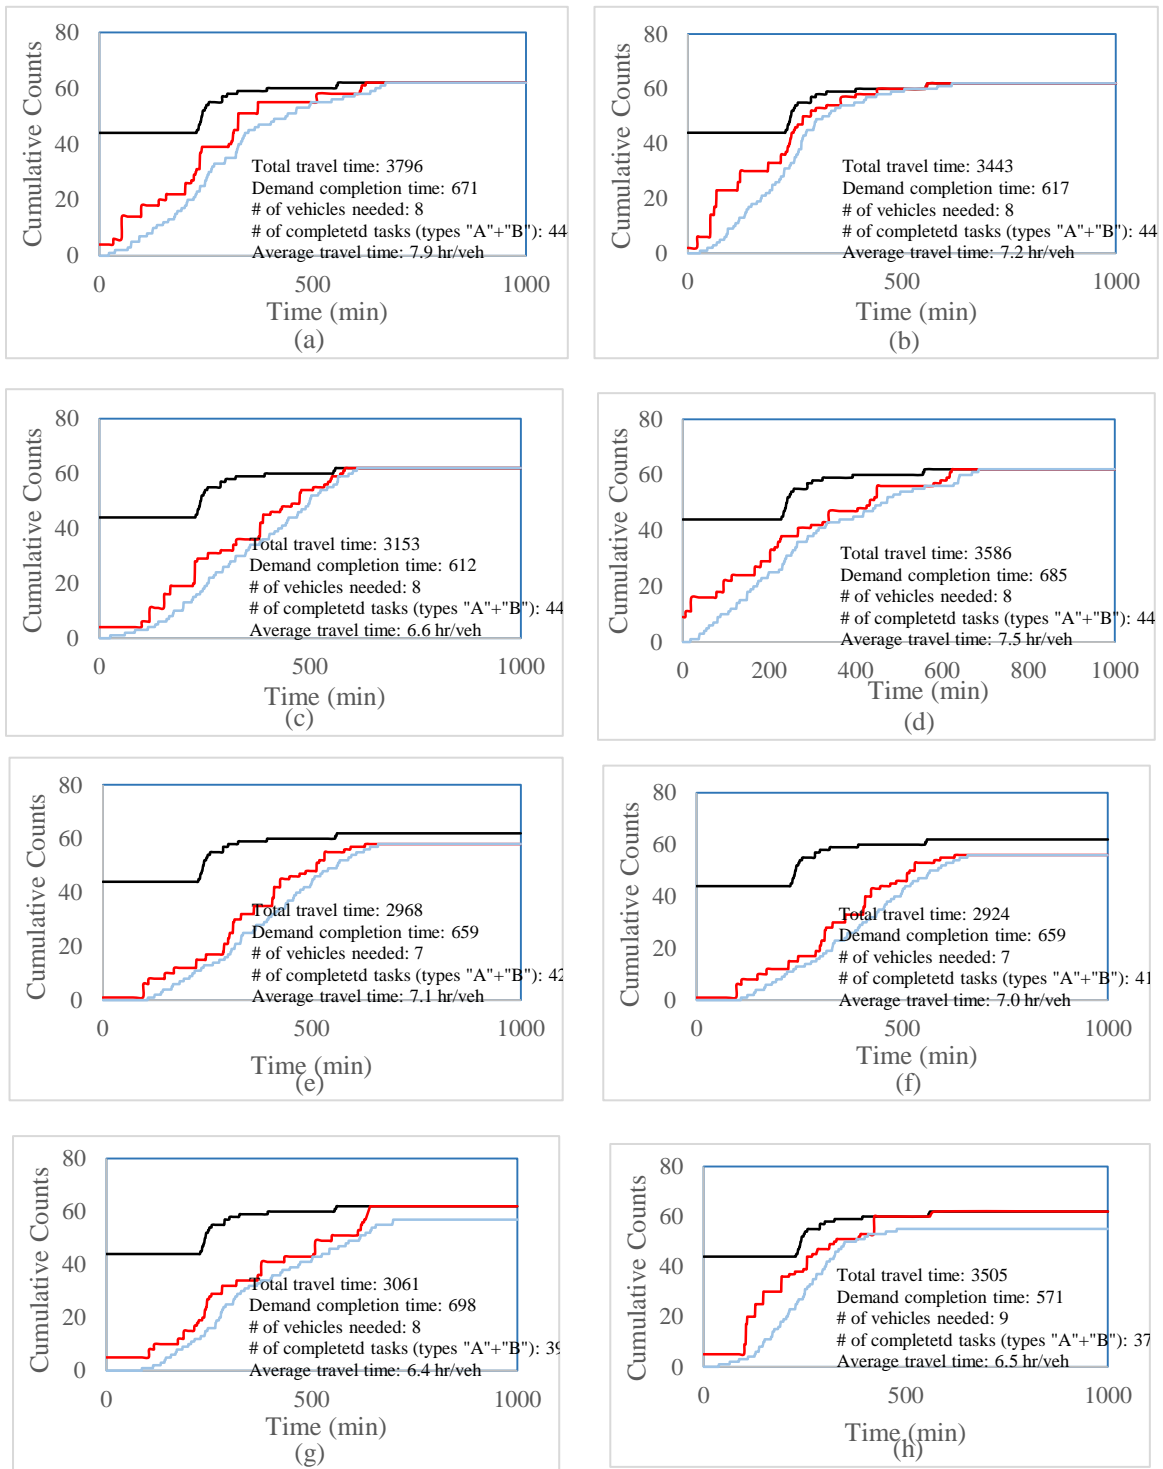 80
60
40
20
0
Cumulative Counts
Total travel time: 3796
Demand completion time: 671
# of vehicles needed: 8
# of completetd tasks (types "A"+"B"): 44
Average travel time: 7.9 hr/veh
0 500 1000
Time (min)
(a)
80
60
40
20
0
Cumulative Counts
Total travel time: 3443
Demand completion time: 617
# of vehicles needed: 8
# of completetd tasks (types "A"+"B"): 44
Average travel time: 7.2 hr/veh
0 500 1000
Time (min)
(b)
80
60
40
20
0
Cumulative Counts
Total travel time: 3153
Demand completion time: 612
# of vehicles needed: 8
# of completetd tasks (types "A"+"B"): 44
Average travel time: 6.6 hr/veh
0 500 1000
Time (min)
(c)
80
60
40
20
0
Cumulative Counts
Total travel time: 3586
Demand completion time: 685
# of vehicles needed: 8
# of completetd tasks (types "A"+"B"): 44
Average travel time: 7.5 hr/veh
0 200 400 600 800 1000
Time (min)
(d)
80
60
40
20
0
Cumulative Counts
Total travel time: 2968
Demand completion time: 659
# of vehicles needed: 7
# of completetd tasks (types "A"+"B"): 42
Average travel time: 7.1 hr/veh
0 500 1000
Time (min)
(e)
80
60
40
20
0
Cumulative Counts
Total travel time: 2924
Demand completion time: 659
# of vehicles needed: 7
# of completetd tasks (types "A"+"B"): 41
Average travel time: 7.0 hr/veh
0 500 1000
Time (min)
(f)
80
60
40
20
0
Cumulative Counts
Total travel time: 3061
Demand completion time: 698
# of vehicles needed: 8
# of completetd tasks (types "A"+"B"): 39
Average travel time: 6.4 hr/veh
0 500 1000
Time (min)
(g)
80
60
40
20
0
Cumulative Counts
Total travel time: 3505
Demand completion time: 571
# of vehicles needed: 9
# of completetd tasks (types "A"+"B"): 37
Average travel time: 6.5 hr/veh
0 500 1000
Time (min)
(h)